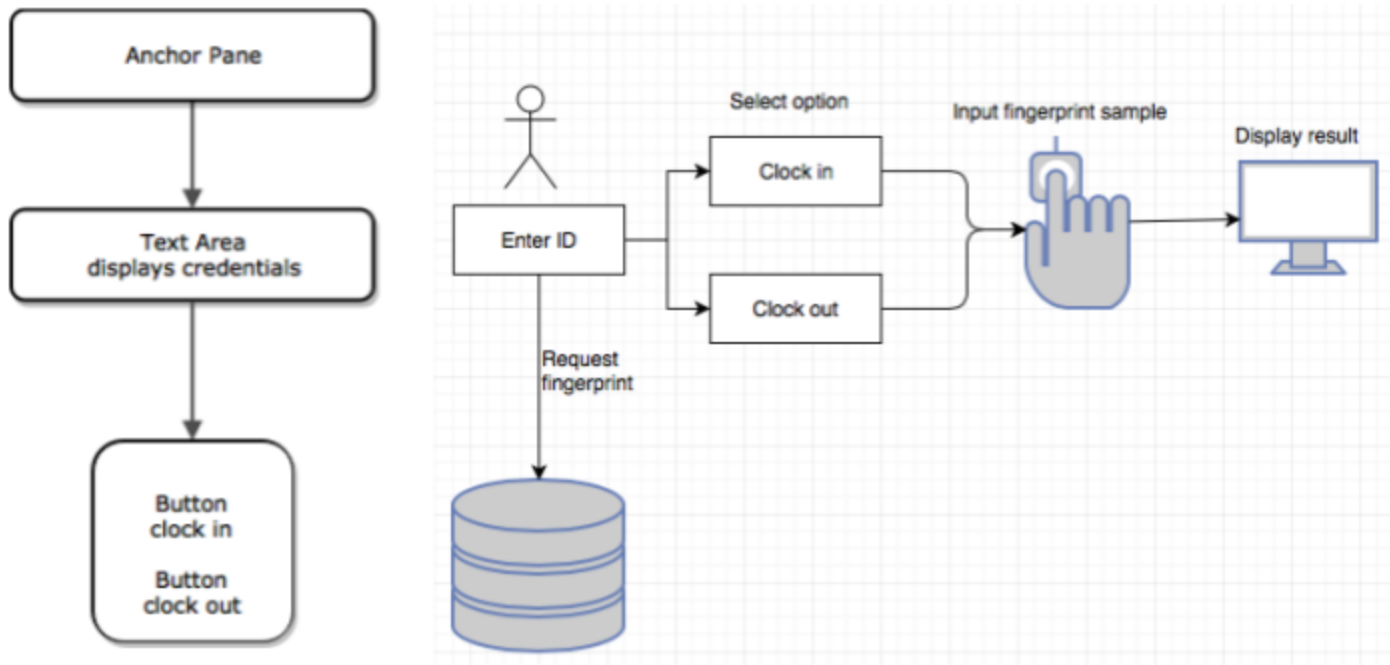 Anchor Pane
Text Area
displays credentials
Button
clock in
Button
clock out
Select option
Clock in
Enter ID
Clock out
Request
fingerprint
Input fingerprint sample
Display result